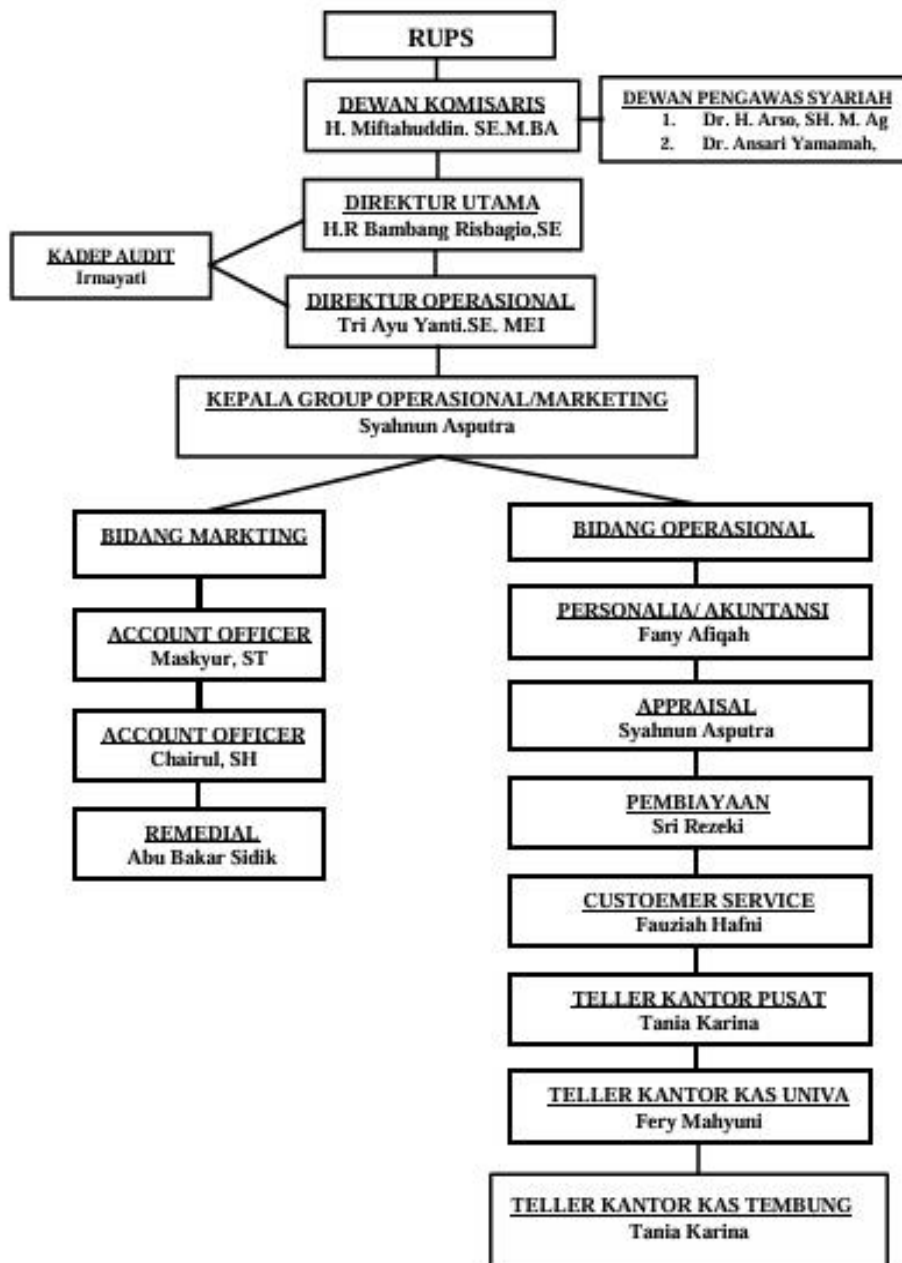 RUPS
DEWAN KOMISARIS
H. Miftahuddin. SE.M.BA
DEWAN PENGAWAS SYARIAH
1. Dr. H. Arso, SH. M. Ag
2. Dr. Ansari Yamamah,
DIREKTUR UTAMA
H.R Bambang Risbagio,SE
KADEP AUDIT
Irmayati
DIREKTUR OPERASIONAL
Tri Ayu Yanti.SE. MEI
KEPALA GROUP OPERASIONAL/MARKETING
Syahnun Asputra
BIDANG MARKTING
ACCOUNT OFFICER
Maskyur, ST
ACCOUNT OFFICER
Chairul, SH
REMEDIAL
Abu Bakar Sidik
BIDANG OPERASIONAL
PERSONALIA/ AKUNTANSI
Fany Afiqah
APPRAISAL
Syahnun Asputra
PEMBIAYAAN
Sri Rezeki
CUSTOEMER SERVICE
Fauziah Hafni
TELLER KANTOR PUSAT
Tania Karina
TELLER KANTOR KAS UNIVA
Fery Mahyuni
TELLER KANTOR KAS TEMBUNG
Tania Karina